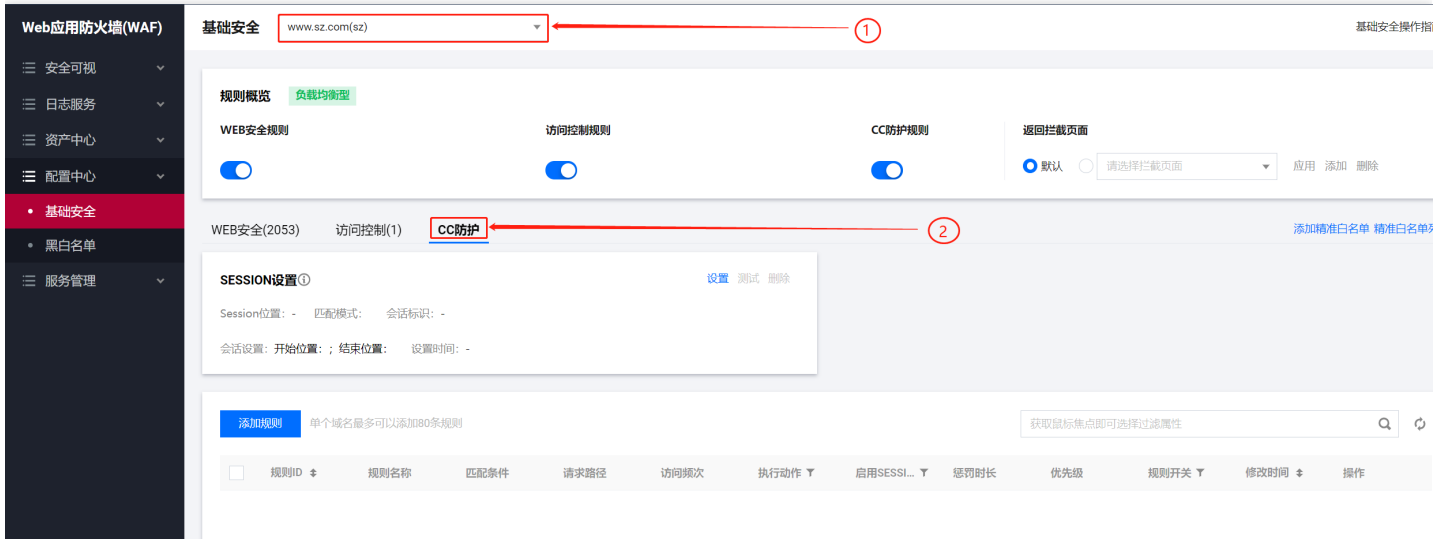 Web应用防火墙(WAF)
基础安全 www.sz.com(sz) 1 基础安全操作指
安全可视
日志服务
资产中心
配置中心
基础安全
黑白名单
服务管理
规则概览 负载均衡型
WEB安全规则 访问控制规则 CC防护规则 返回拦截页面
默认 请选择拦截页面 应用 添加 删除
WEB安全(2053) 访问控制(1) CC防护 2 添加精准白名单 精准白名单列
SESSION设置 设置 测试 删除
Session位置: - 匹配模式: 会话标识: -
会话设置: 开始位置: ; 结束位置: 设置时间: -
添加规则 单个域名最多可以添加80条规则 获取鼠标焦点即可选择过滤属性
规则ID 规则名称 匹配条件 请求路径 访问频次 执行动作 启用SESSI... 惩罚时长 优先级 规则开关 修改时间 操作